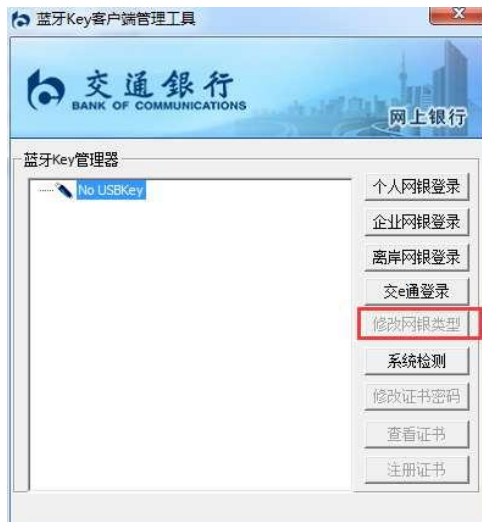 蓝牙Key客户端管理工具
交通銀行
BANK OF COMMUNICATIONS
网上银行
蓝牙Key管理器
No USBKey
个人网银登录
企业网银登录
离岸网银登录
交e通登录
修改网银类型
系统检测
修改证书密码
查看证书
注册证书